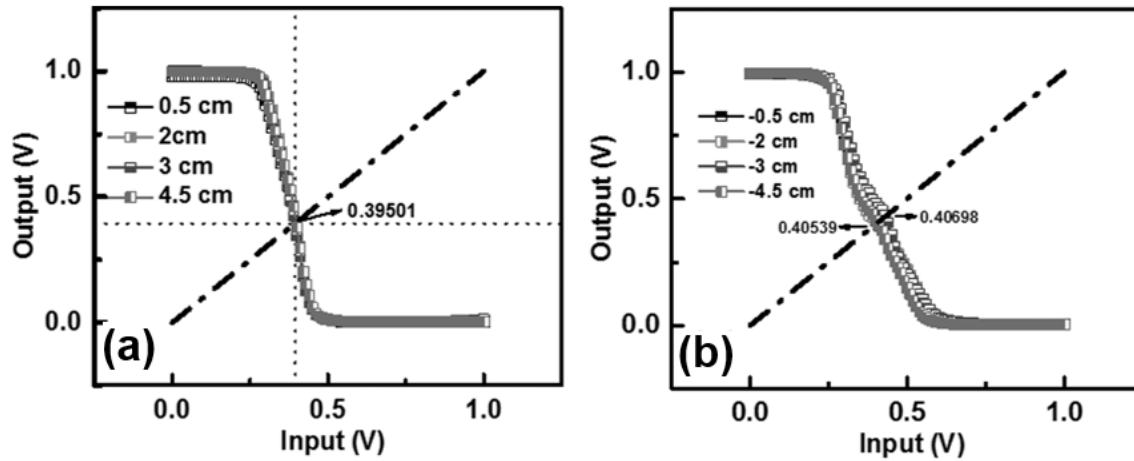 Output (V)
1.0
0.5
0.0
0.5 cm
2cm
3 cm
4.5 cm
0.39501
(a)
0.0
0.5
1.0
Input (V)
Output (V)
1.0
0.5
0.0
-0.5 cm
-2 cm
-3 cm
-4.5 cm
0.40698
0.40539
(b)
0.0
0.5
1.0
Input (V)